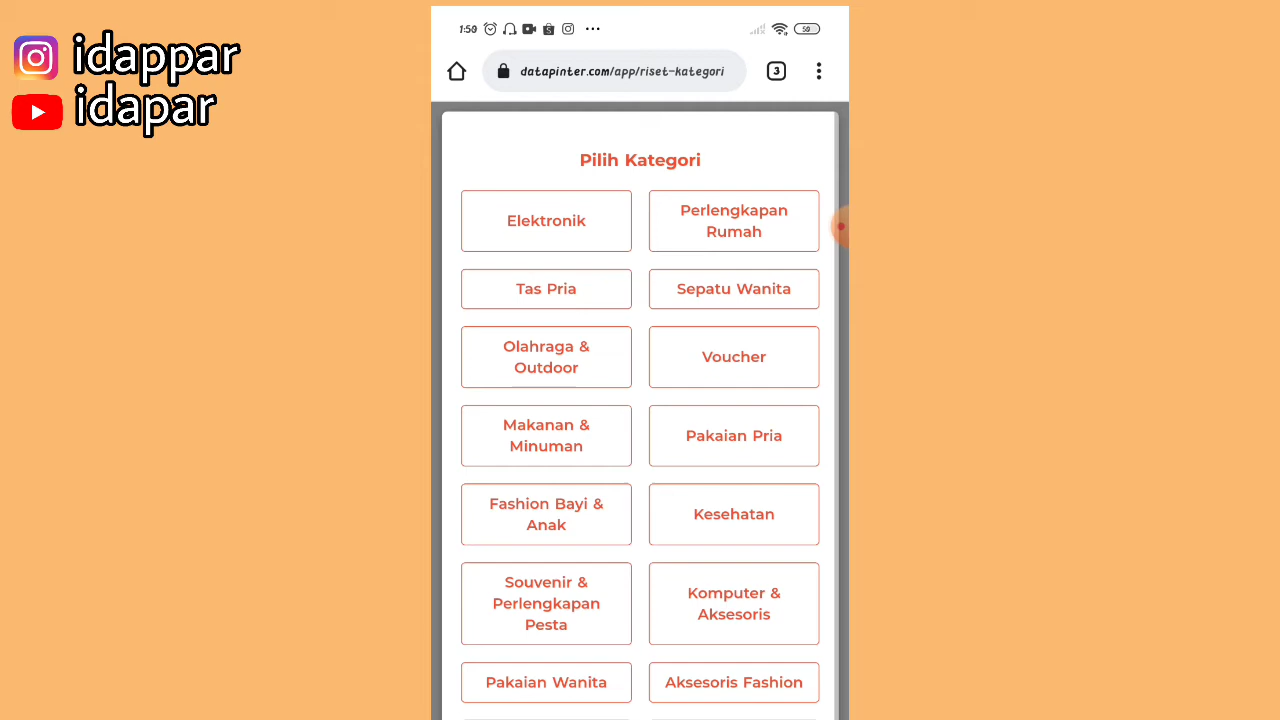 idappar
idapar
1:50
50
datapinter.com/app/riset-kategori
3
Pilih Kategori
Elektronik
Perlengkapan
Rumah
Tas Pria
Sepatu Wanita
Olahraga &
Outdoor
Voucher
Makanan &
Minuman
Pakaian Pria
Fashion Bayi &
Anak
Kesehatan
Souvenir &
Perlengkapan
Pesta
Komputer &
Aksesoris
Pakaian Wanita
Aksesoris Fashion